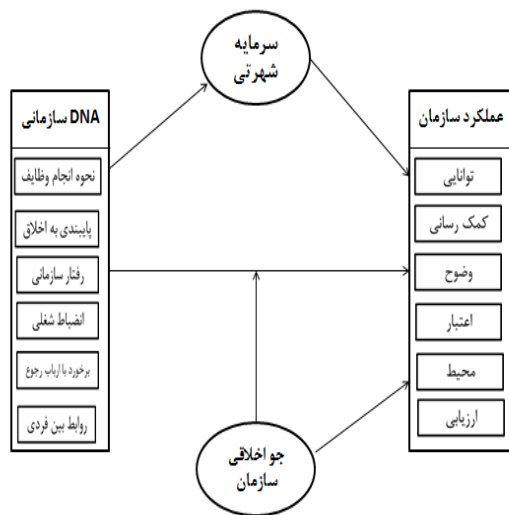 سرمایه
شهرتی
DNA سازمانی
نحوه انجام وظایف
پایبندی به اخلاق
رفتار سازمانی
انضباط شغلی
برخورد با ارباب رجوع
روابط بین فردی
عملکرد سازمان
توانایی
کمک رسانی
وضوح
اعتبار
محیط
ارزیابی
جو اخلاقی
سازمان